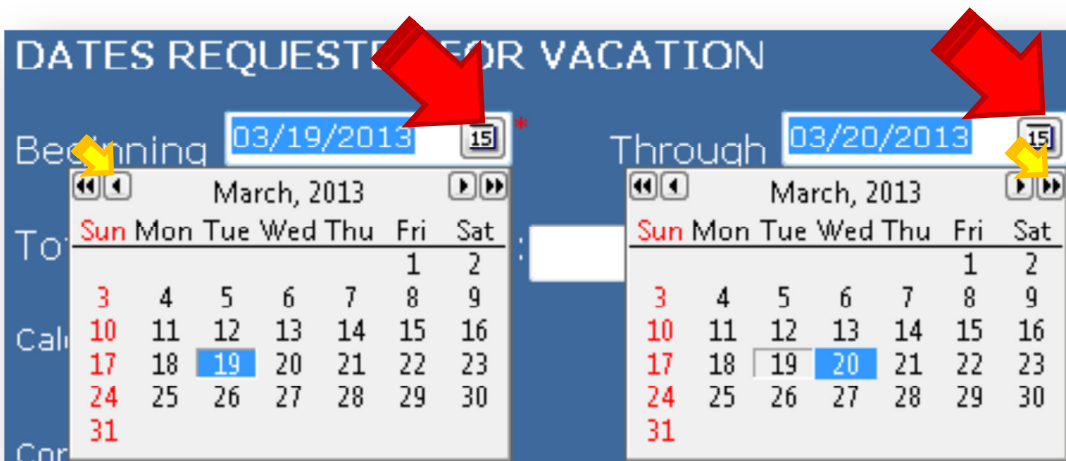 DATES REQUESTED FOR VACATION
Beginning 03/19/2013 15 * Through 03/20/2013 15
March, 2013 March, 2013
Sun Mon Tue Wed Thu Fri Sat Sun Mon Tue Wed Thu Fri Sat
To :
1 2 1 2
3 4 5 6 7 8 9 3 4 5 6 7 8 9
10 11 12 13 14 15 16 10 11 12 13 14 15 16
Cal
17 18 19 20 21 22 23 17 18 19 20 21 22 23
24 25 26 27 28 29 30 24 25 26 27 28 29 30
31 31